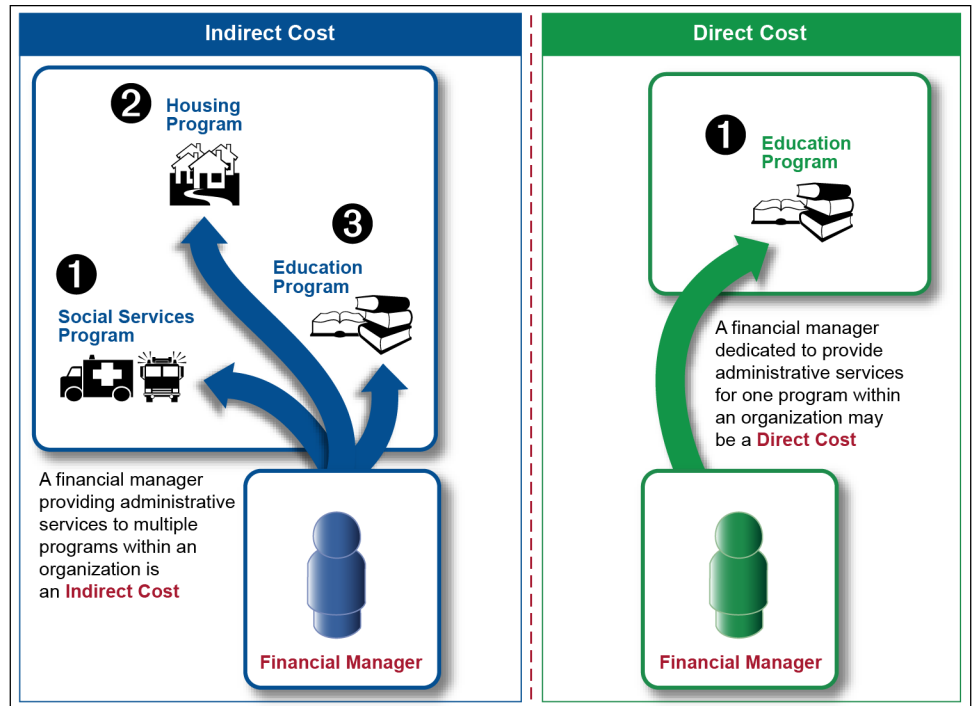 Indirect Cost
2
Housing
Program
3
Education
Program
1
Social Services
Program
A financial manager
providing administrative
services to multiple
programs within an
organization is
an Indirect Cost
Financial Manager
Direct Cost
1
Education
Program
A financial manager
dedicated to provide
administrative services
for one program within
an organization may
be a Direct Cost
Financial Manager